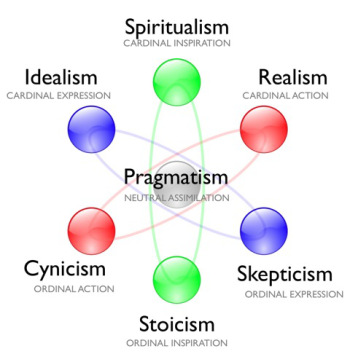 Spiritualism
CARDINAL INSPIRATION
Idealism
CARDINAL EXPRESSION
Realism
CARDINAL ACTION
Pragmatism
NEUTRAL ASSIMILATION
Cynicism
ORDINAL ACTION
Skepticism
ORDINAL EXPRESSION
Stoicism
ORDINAL INSPIRATION